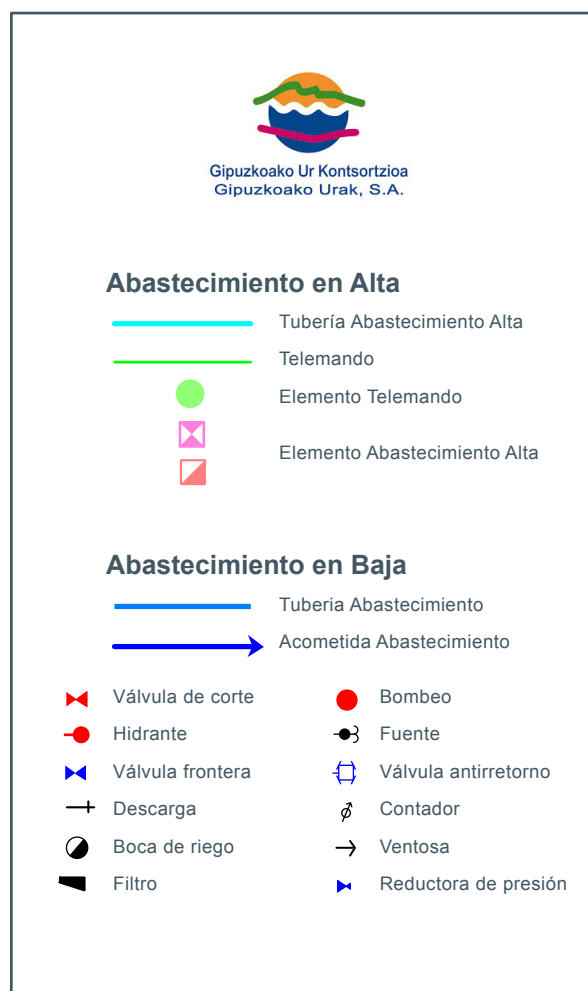 Gipuzkoako Ur Kontsortzioa
Gipuzkoako Urak, S.A.
Abastecimiento en Alta
Tubería Abastecimiento Alta
Telemando
Elemento Telemando
Elemento Abastecimiento Alta
Abastecimiento en Baja
Tuberia Abastecimiento
Acometida Abastecimiento
Válvula de corte
Bombeo
Hidrante
Fuente
Válvula frontera
Válvula antirretorno
Descarga
Contador
Boca de riego
Ventosa
Filtro
Reductora de presión